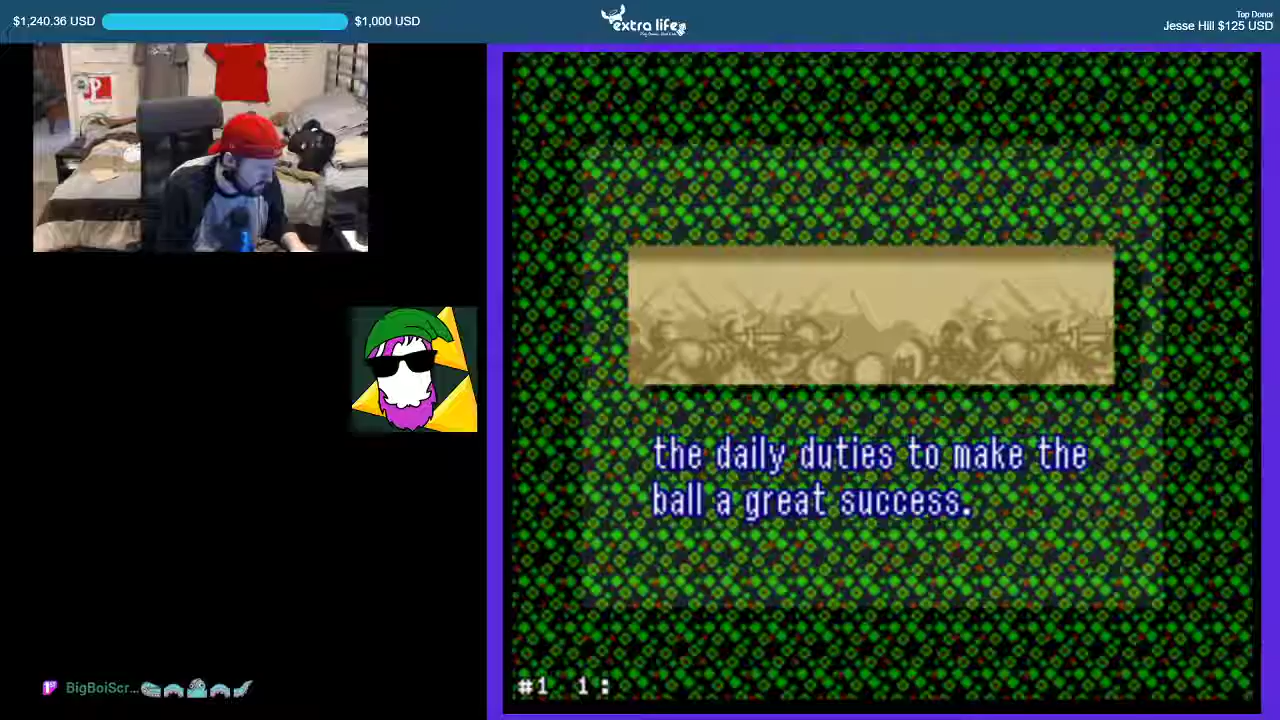 $1,240.36 USD
$1,000 USD
extra life
Top Donor
Jesse Hill $125 USD
the daily duties to make the
ball a great success.
#1 1:
BigBoiScr...